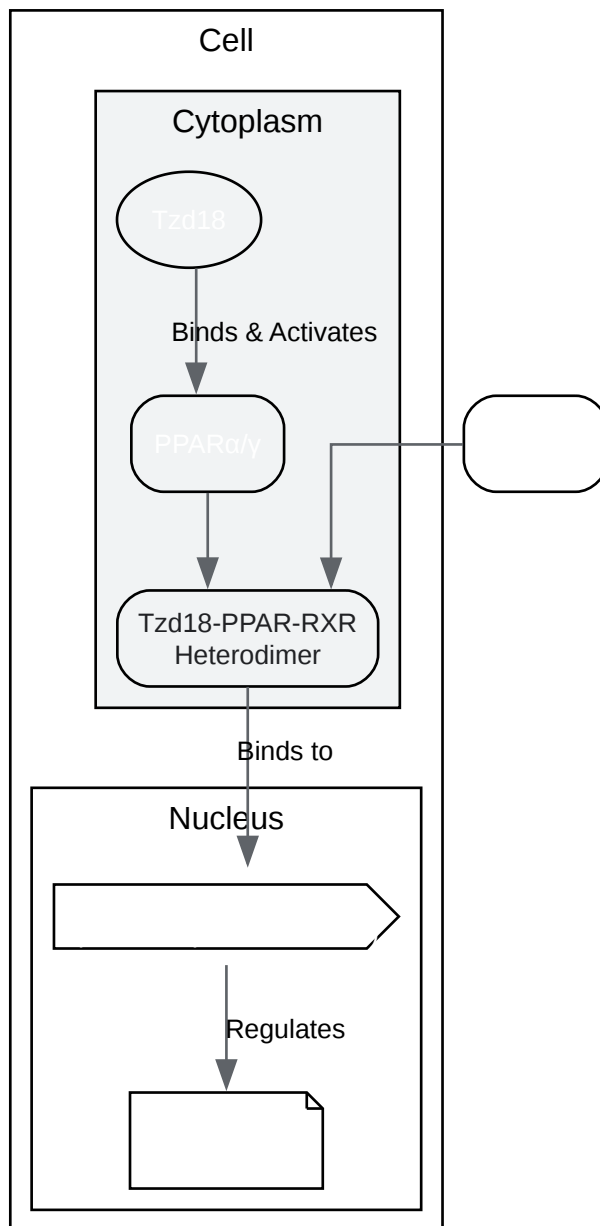 Cell
Cytoplasm
Tzd18
Binds & Activates
PPARα/γ
Tzd18-PPAR-RXR
Heterodimer
Binds to
Nucleus
Regulates